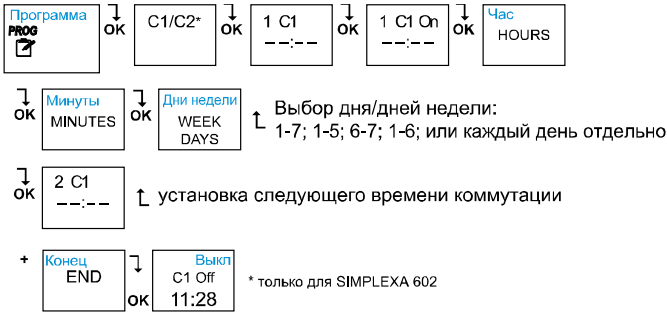 Программа
PROG
OK
C1/C2*
OK
1 C1
--:--
OK
1 C1 On
--:--
OK
Час
HOURS
OK
Минуты
MINUTES
OK
Дни недели
WEEK
DAYS
Выбор дня/дней недели:
1-7; 1-5; 6-7; 1-6; или каждый день отдельно
OK
2 C1
--:--
установка следующего времени коммутации
+
Конец
END
OK
Выкл
C1 Off
11:28
* только для SIMPLEXA 602